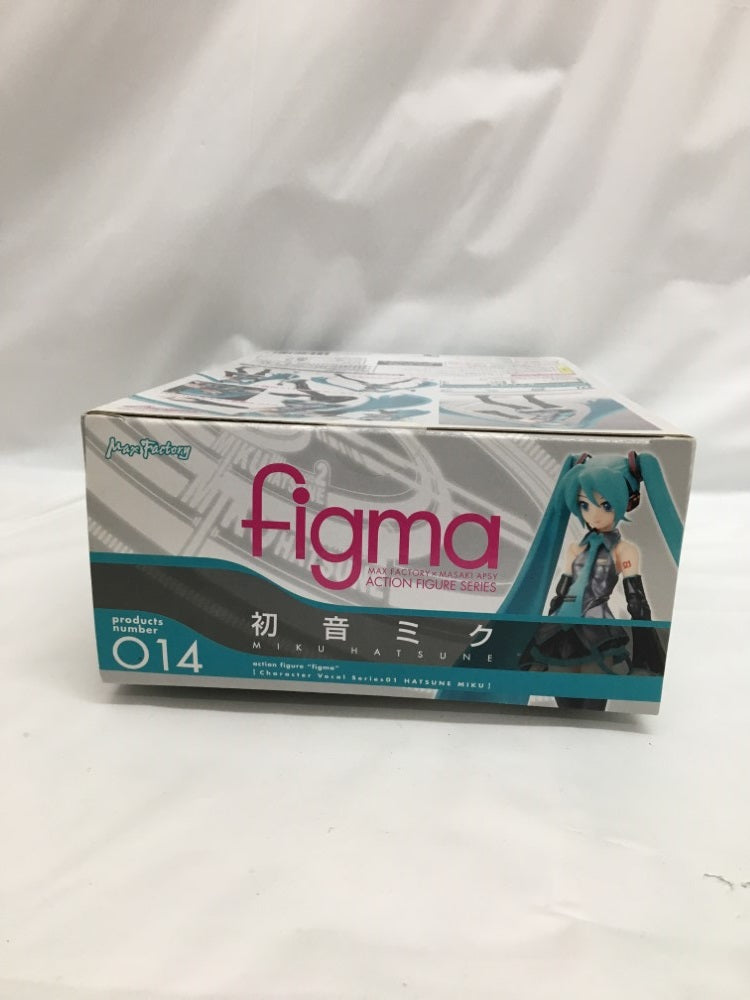 Max Factory
figma
MAX FACTORY × MASAKI APSY
ACTION FIGURE SERIES
products
number
014
初音ミク
MIKU HATSUNE
action figure "figma"
[Character Vocal Series01 HATSUNE MIKU]
01